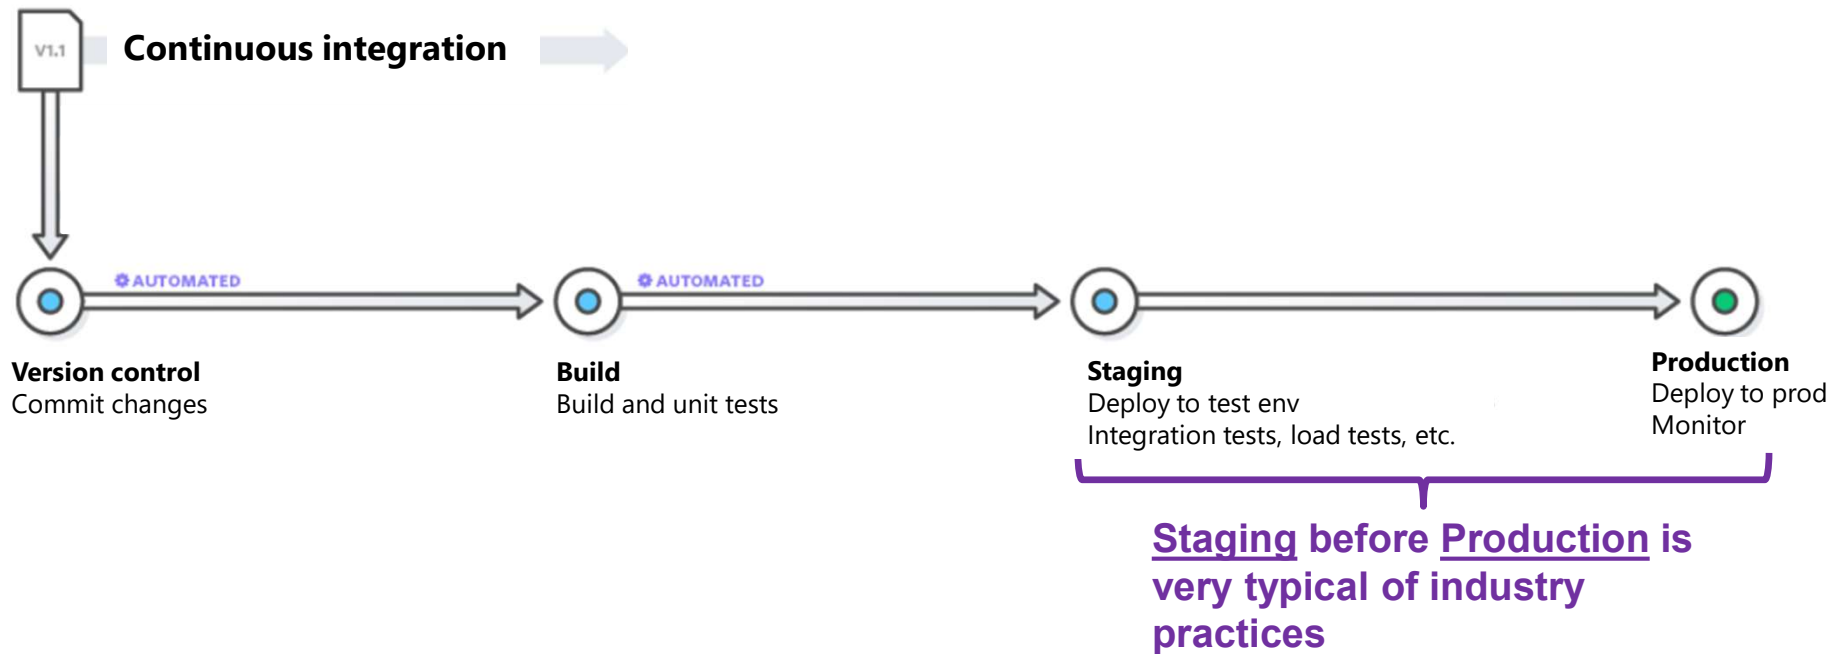 V1.1
Continuous integration
AUTOMATED
AUTOMATED
Version control
Commit changes
Build
Build and unit tests
Staging
Deploy to test env
Integration tests, load tests, etc.
Production
Deploy to prod
Monitor
Staging before Production is
very typical of industry
practices